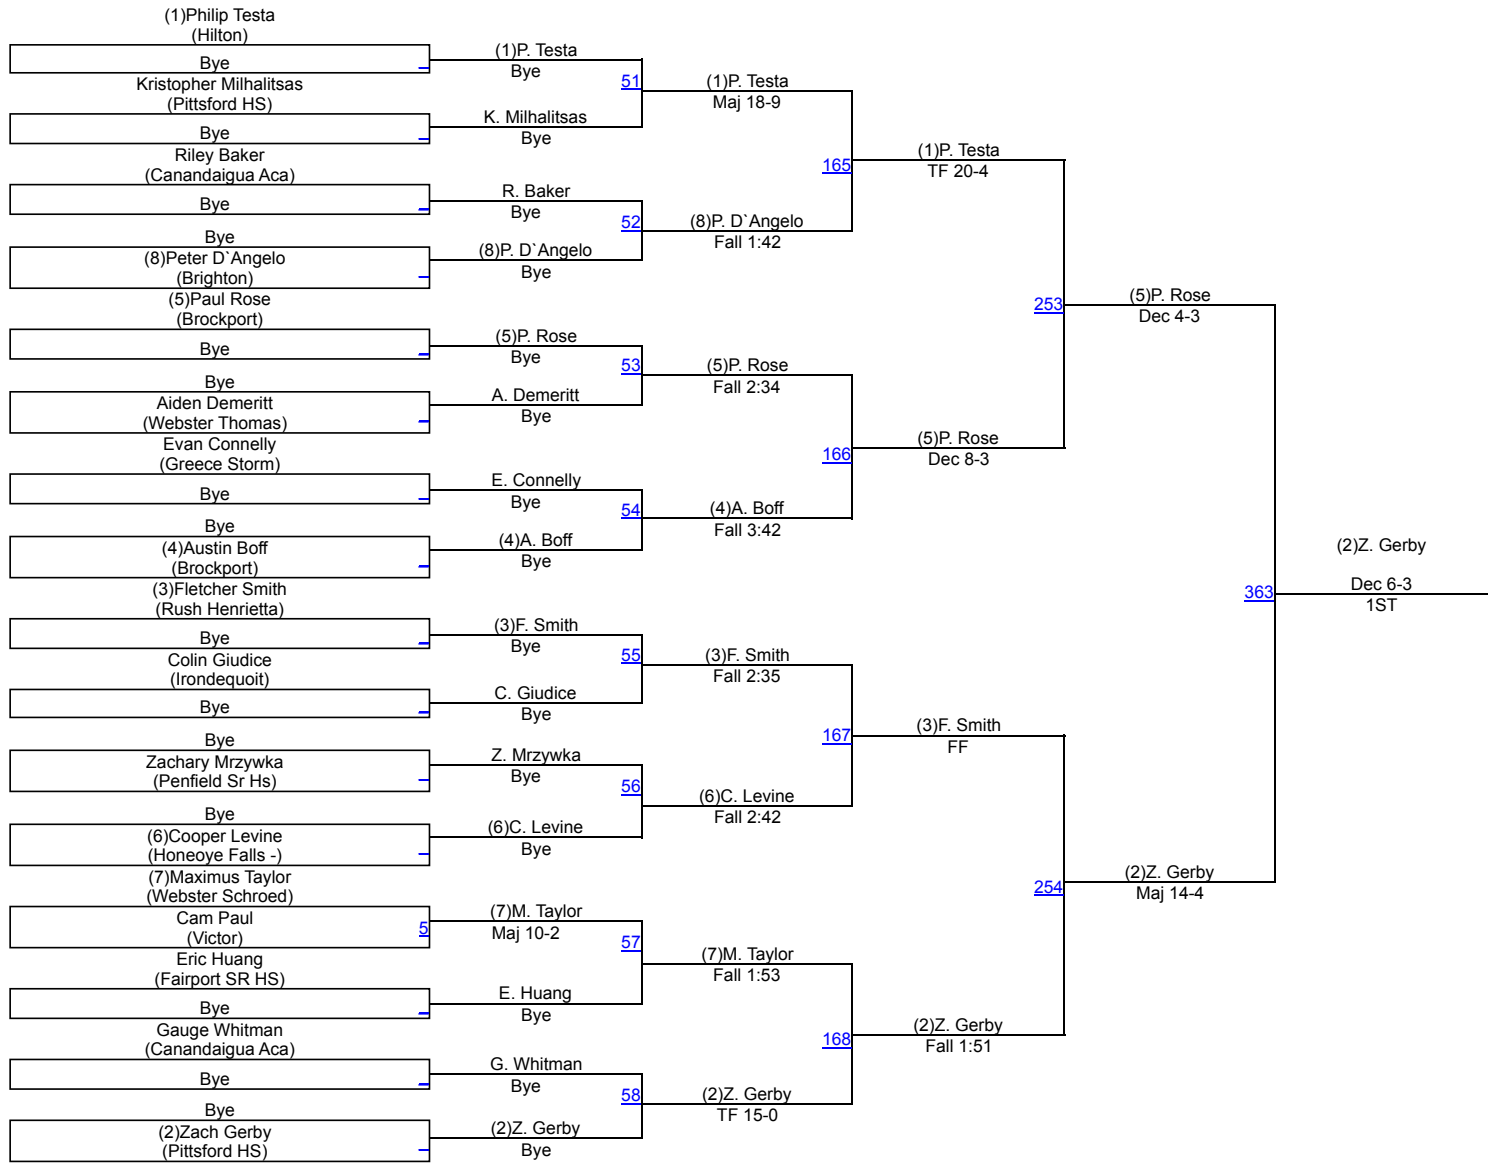 (1)Philip Testa
(Hilton)
Bye
Kristopher Milhalitsas
(Pittsford HS)
Bye
Riley Baker
(Canandaigua Aca)
Bye
Bye
(8)Peter D`Angelo
(Brighton)
(5)Paul Rose
(Brockport)
Bye
Bye
Aiden Demeritt
(Webster Thomas)
Evan Connelly
(Greece Storm)
Bye
Bye
(4)Austin Boff
(Brockport)
(3)Fletcher Smith
(Rush Henrietta)
Bye
Colin Giudice
(Irondequoit)
Bye
Bye
Zachary Mrzywka
(Penfield Sr Hs)
Bye
(6)Cooper Levine
(Honeoye Falls -)
(7)Maximus Taylor
(Webster Schroed)
Cam Paul
(Victor)
5
Eric Huang
(Fairport SR HS)
Bye
Gauge Whitman
(Canandaigua Aca)
Bye
Bye
(2)Zach Gerby
(Pittsford HS)
(1)P. Testa
Bye
51
K. Milhalitsas
Bye
R. Baker
Bye
52
(8)P. D`Angelo
Bye
(5)P. Rose
Bye
53
A. Demeritt
Bye
E. Connelly
Bye
54
(4)A. Boff
Bye
(3)F. Smith
Bye
55
C. Giudice
Bye
Z. Mrzywka
Bye
56
(6)C. Levine
Bye
(7)M. Taylor
Maj 10-2
57
E. Huang
Bye
G. Whitman
Bye
58
(2)Z. Gerby
Bye
(1)P. Testa
Maj 18-9
165
(8)P. D`Angelo
Fall 1:42
(5)P. Rose
Fall 2:34
166
(4)A. Boff
Fall 3:42
(3)F. Smith
Fall 2:35
167
(6)C. Levine
Fall 2:42
(7)M. Taylor
Fall 1:53
168
(2)Z. Gerby
TF 15-0
(1)P. Testa
TF 20-4
253
(5)P. Rose
Dec 8-3
(3)F. Smith
FF
254
(2)Z. Gerby
Fall 1:51
(5)P. Rose
Dec 4-3
363
(2)Z. Gerby
Maj 14-4
(2)Z. Gerby
Dec 6-3
1ST